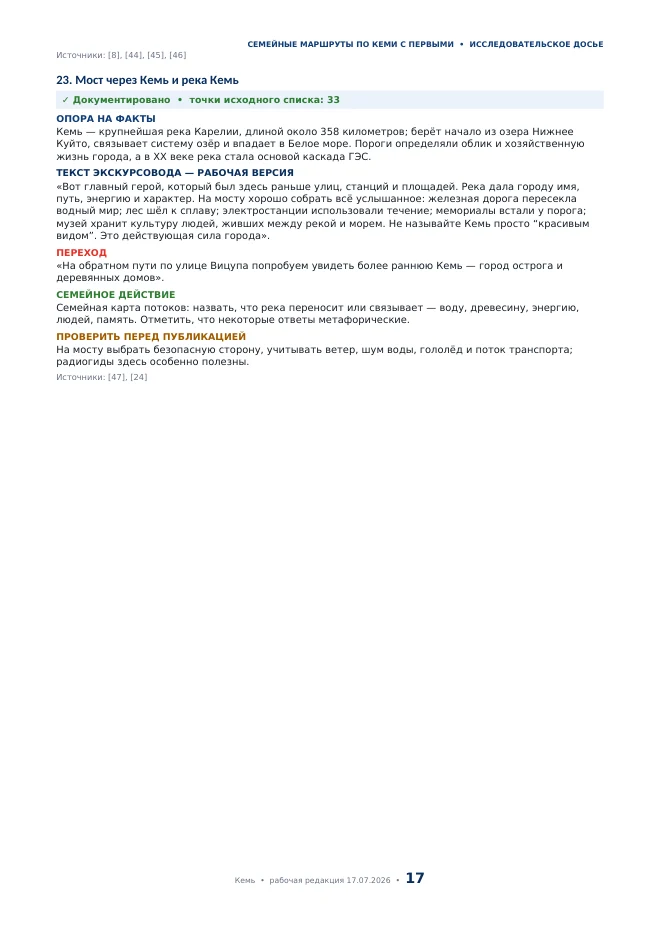 СЕМЕЙНЫЕ МАРШРУТЫ ПО КЕМИ С ПЕРВЫМИ • ИССЛЕДОВАТЕЛЬСКОЕ ДОСЬЕ
Источники: [8], [44], [45], [46]
23. Мост через Кемь и река Кемь
✓ Документировано • точки исходного списка: 33
ОПОРА НА ФАКТЫ
Кемь — крупнейшая река Карелии, длиной около 358 километров; берёт начало из озера Нижнее
Куйто, связывает систему озёр и впадает в Белое море. Пороги определяли облик и хозяйственную
жизнь города, а в XX веке река стала основой каскада ГЭС.
ТЕКСТ ЭКСКУРСОВОДА — РАБОЧАЯ ВЕРСИЯ
«Вот главный герой, который был здесь раньше улиц, станций и площадей. Река дала городу имя,
путь, энергию и характер. На мосту хорошо собрать всё услышанное: железная дорога пересекла
водный мир; лес шёл к сплаву; электростанции использовали течение; мемориалы встали у порога;
музей хранит культуру людей, живших между рекой и морем. Не называйте Кемь просто “красивым
видом”. Это действующая сила города».
ПЕРЕХОД
«На обратном пути по улице Вицупа попробуем увидеть более раннюю Кемь — город острога и
деревянных домов».
СЕМЕЙНОЕ ДЕЙСТВИЕ
Семейная карта потоков: назвать, что река переносит или связывает — воду, древесину, энергию,
людей, память. Отметить, что некоторые ответы метафорические.
ПРОВЕРИТЬ ПЕРЕД ПУБЛИКАЦИЕЙ
На мосту выбрать безопасную сторону, учитывать ветер, шум воды, гололёд и поток транспорта;
радиогиды здесь особенно полезны.
Источники: [47], [24]
Кемь • рабочая редакция 17.07.2026 • 17